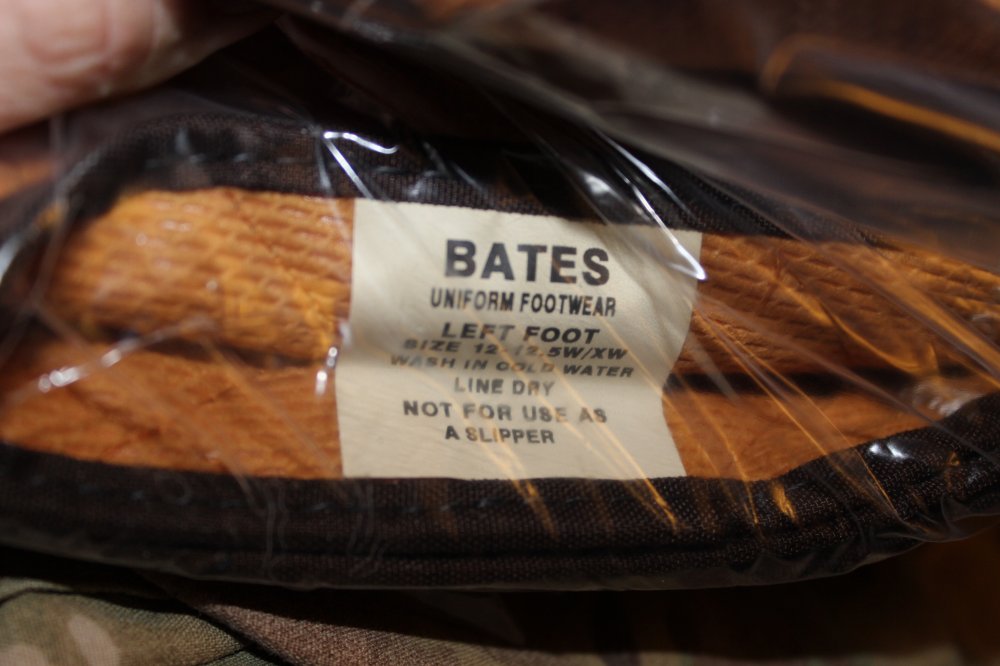 BATES
UNIFORM FOOTWEAR
LEFT FOOT
SIZE 12-12.5W/XW
WASH IN COLD WATER
LINE DRY
NOT FOR USE AS
A SLIPPER